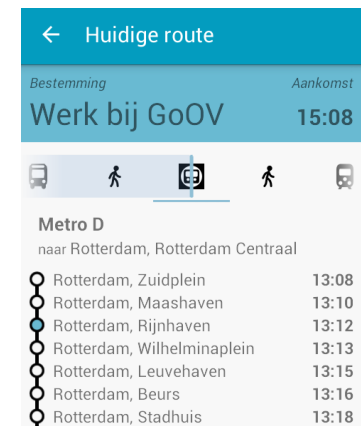 Huidige route
Bestemming Aankomst
Werk bij GoOV 15:08
Metro D
naar Rotterdam, Rotterdam Centraal
Rotterdam, Zuidplein 13:08
Rotterdam, Maashaven 13:10
Rotterdam, Rijnhaven 13:12
Rotterdam, Wilhelminaplein 13:13
Rotterdam, Leuvehaven 13:15
Rotterdam, Beurs 13:16
Rotterdam, Stadhuis 13:18